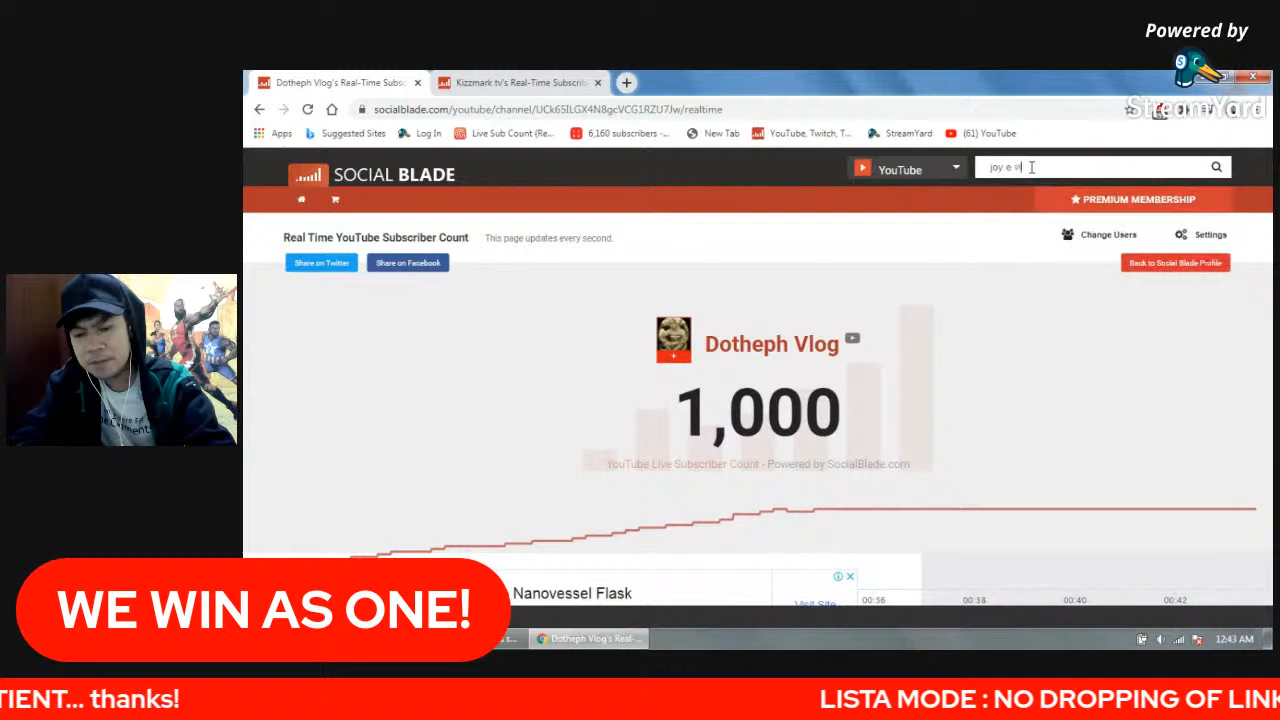 Powered by
StreamYard
Dotheph Vlog's Real-Time Subsc
Kizzmark tv's Real-Time Subscrib
socialblade.com/youtube/channel/UCk65ILGX4N8gcVCG1RZU7Jw/realtime
Apps
Suggested Sites
Log In
Live Sub Count (Re...
6,160 subscribers -...
New Tab
YouTube, Twitch, T...
StreamYard
(61) YouTube
SOCIAL BLADE
YouTube
joy e vl
PREMIUM MEMBERSHIP
Real Time YouTube Subscriber Count
This page updates every second.
Change Users
Settings
Share on Twitter
Share on Facebook
Back to Social Blade Profile
Dotheph Vlog
1,000
YouTube Live Subscriber Count - Powered by SocialBlade.com
Nanovessel Flask
Visit Site
00:36
00:38
00:40
00:42
WE WIN AS ONE!
Dotheph Vlog's Real-...
12:43 AM
TIENT... thanks!
LISTA MODE : NO DROPPING OF LINK